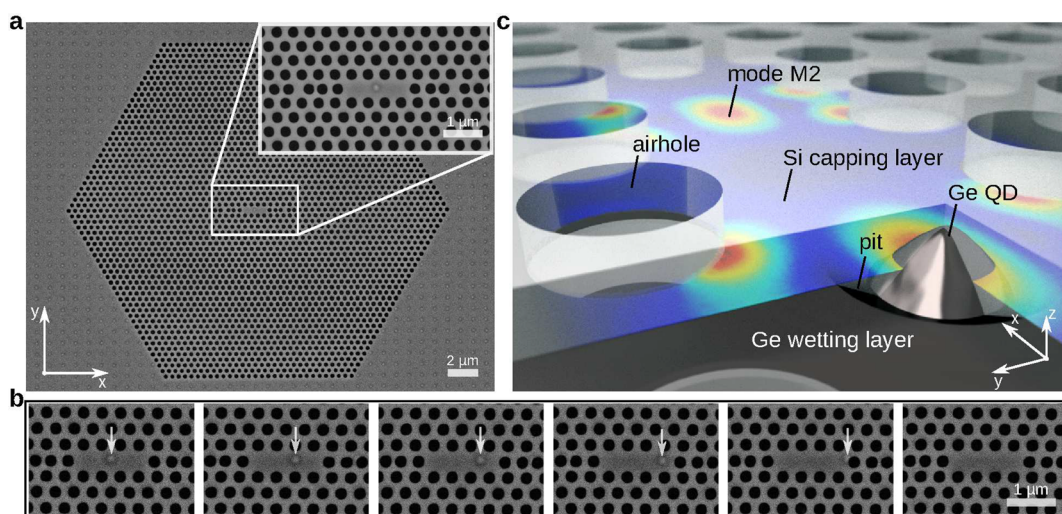 a
1 μm
y
x
2 μm
c
mode M2
airhole
Si capping layer
Ge QD
pit
Ge wetting layer
z
x
y
b
1 μm